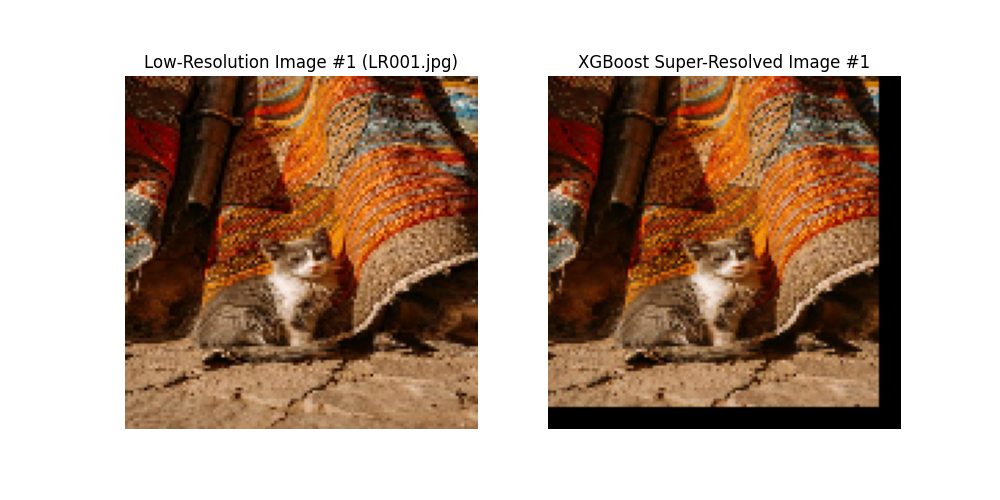 Low-Resolution Image #1 (LR001.jpg)
XGBoost Super-Resolved Image #1